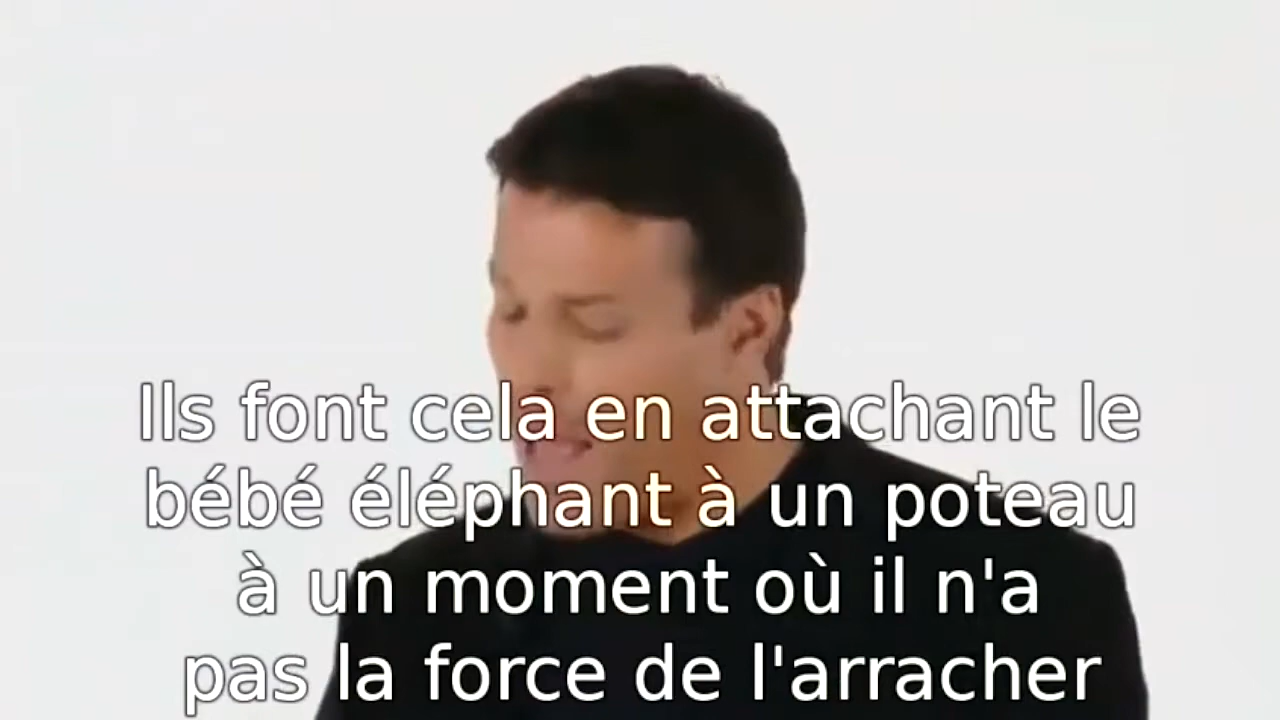 Ils font cela en attachant le
bébé éléphant à un poteau
à un moment où il n'a
pas la force de l'arracher